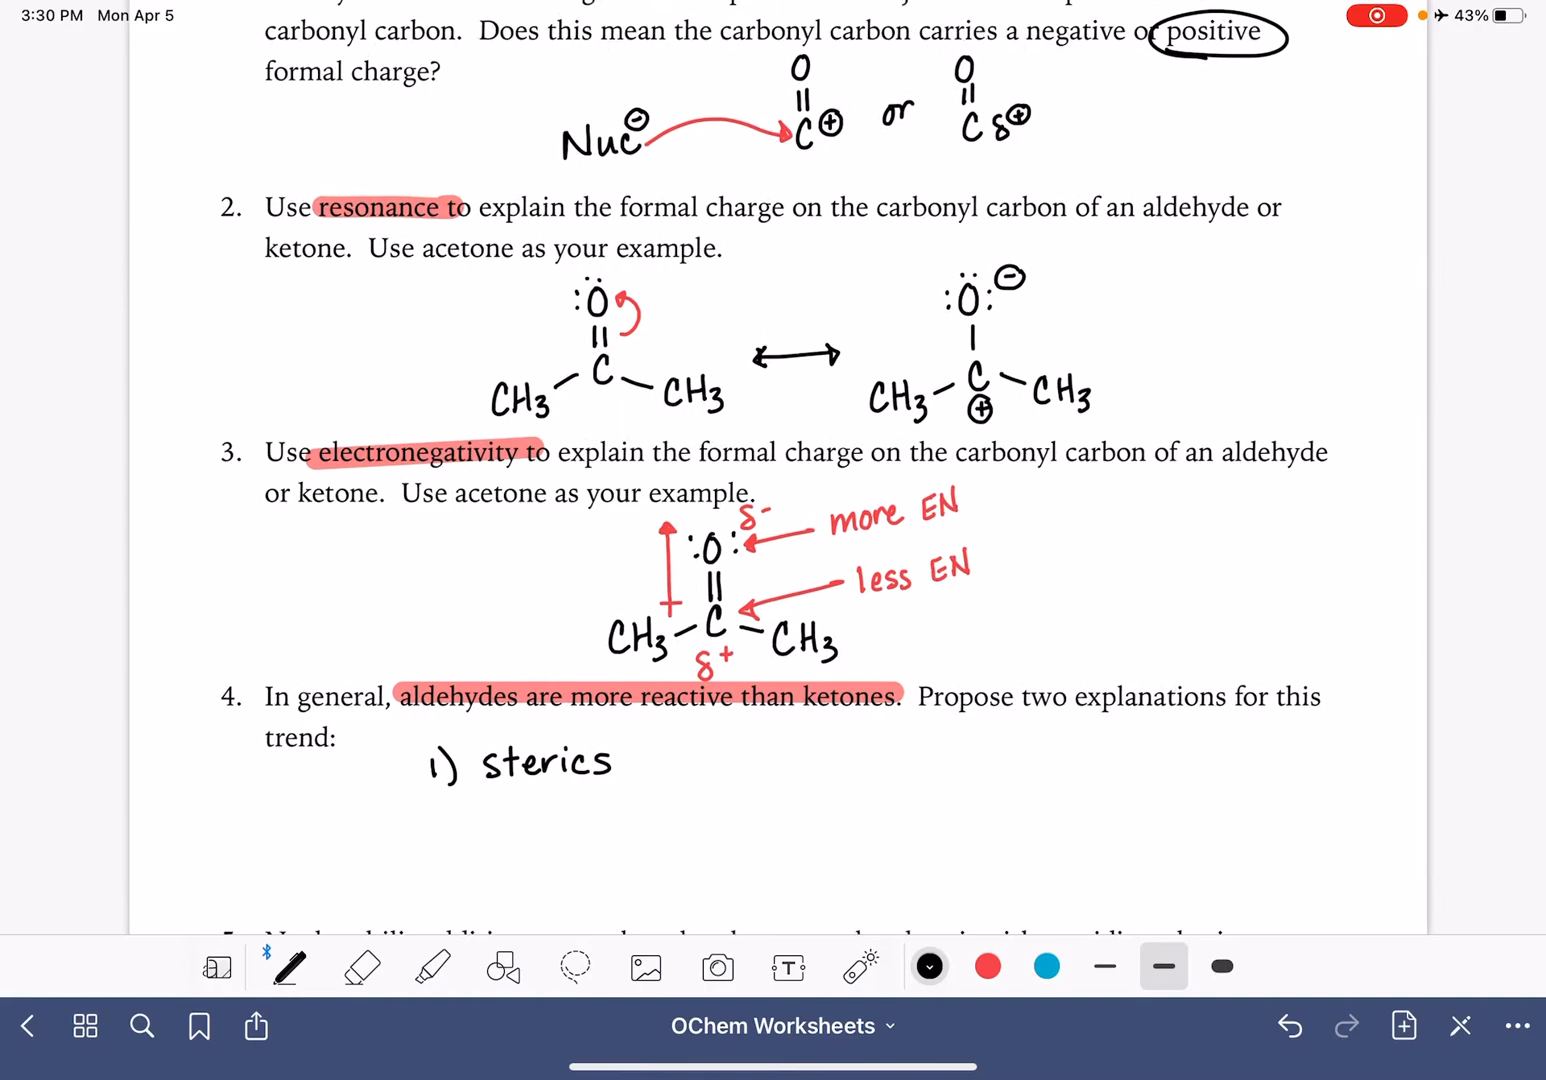 3:30 PM Mon Apr 5
43%
carbonyl carbon. Does this mean the carbonyl carbon carries a negative or positive
formal charge?
O O
Nuc⊖ C⊕ or C δ⊕
2. Use resonance to explain the formal charge on the carbonyl carbon of an aldehyde or
ketone. Use acetone as your example.
:Ö :Ö: ⊖
C C
CH3 CH3 CH3 ⊕ CH3
3. Use electronegativity to explain the formal charge on the carbonyl carbon of an aldehyde
or ketone. Use acetone as your example.
δ- more EN
:O:
less EN
CH3 C CH3
δ+
4. In general, aldehydes are more reactive than ketones. Propose two explanations for this
trend:
1) sterics
T
OChem Worksheets